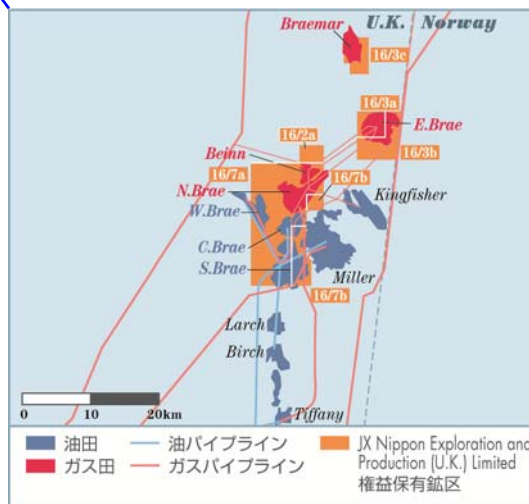 U.K. Norway
Braemar
16/3c
16/3a
E.Brae
16/2a
16/3b
Beinn
16/7a
16/7b
N.Brae
Kingfisher
W.Brae
C.Brae
S.Brae
Miller
16/7b
Larch
Birch
Tiffany
0 10 20km
油田
油パイプライン
JX Nippon Exploration and
ガス田
ガスパイプライン
Production (U.K.) Limited
権益保有鉱区